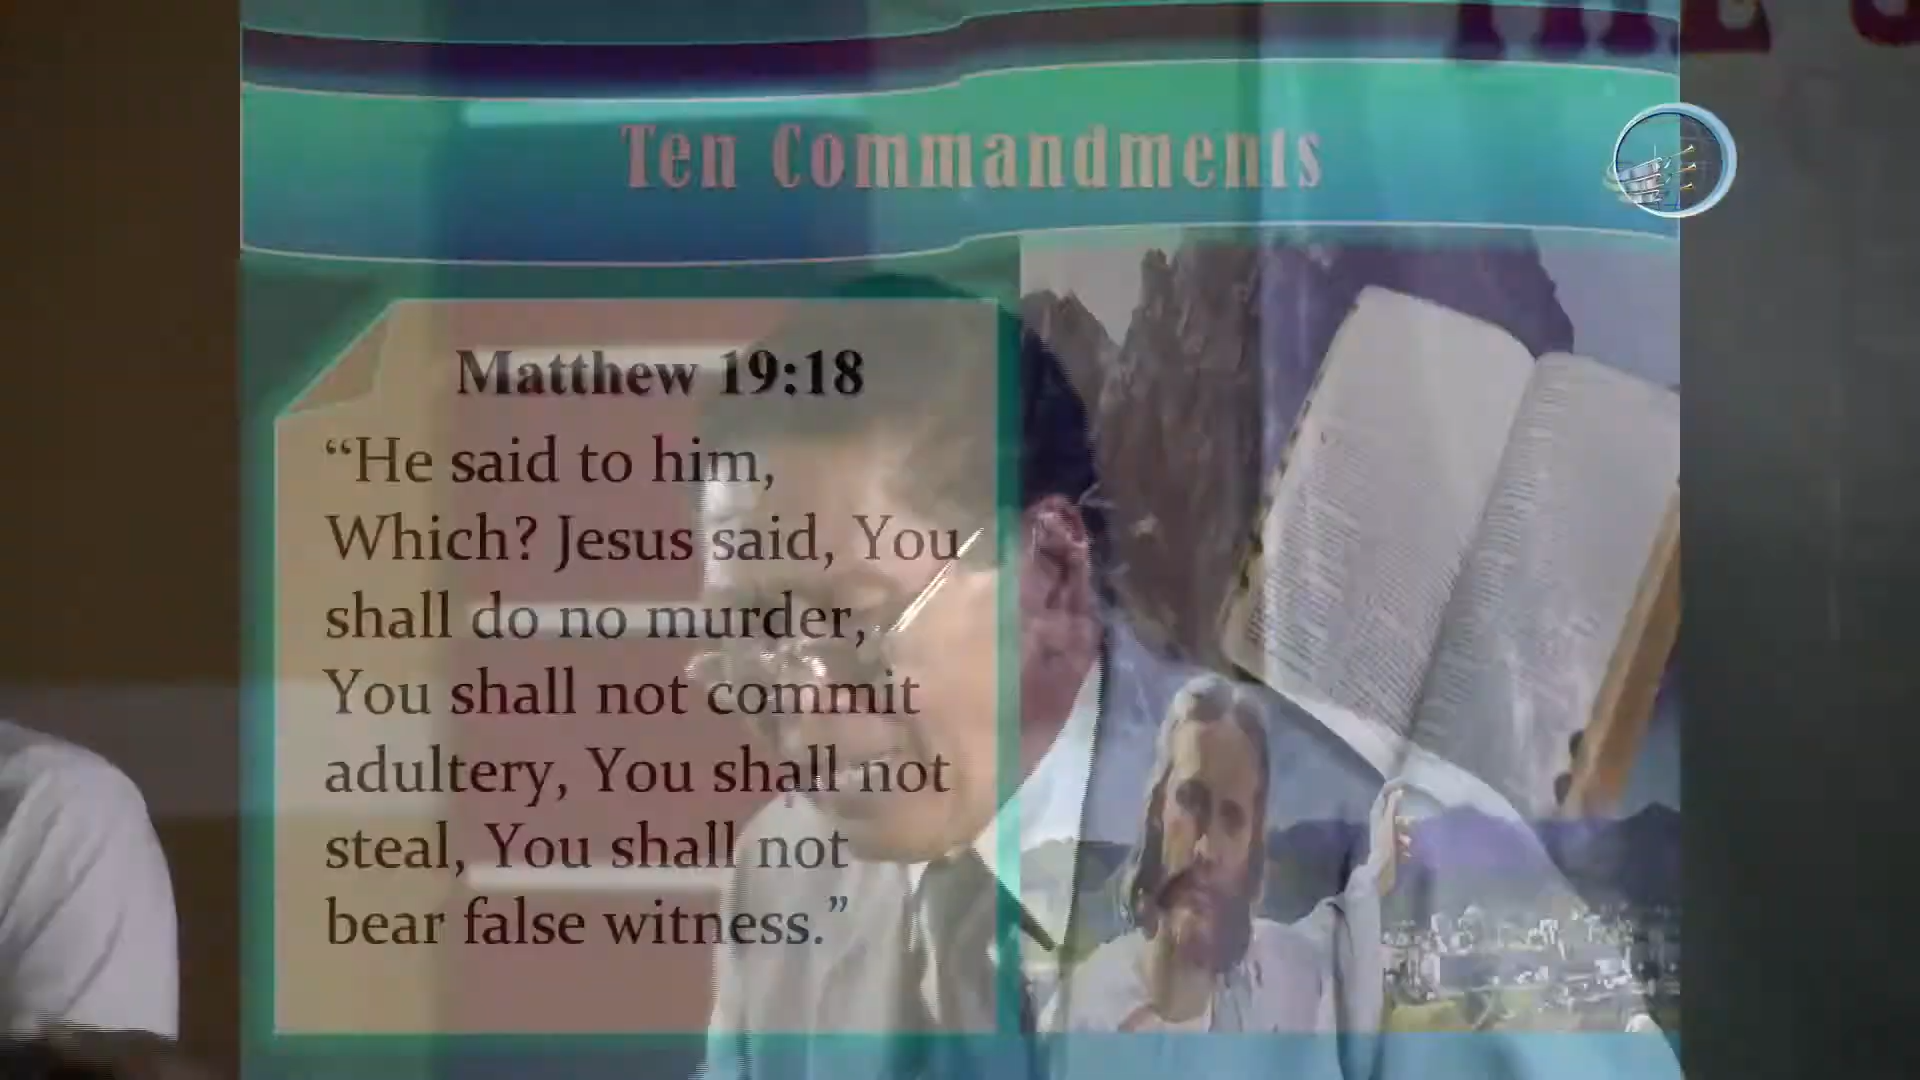 Ten Commandments
Matthew 19:18
“He said to him,
Which? Jesus said, You
shall do no murder,
You shall not commit
adultery, You shall not
steal, You shall not
bear false witness.”